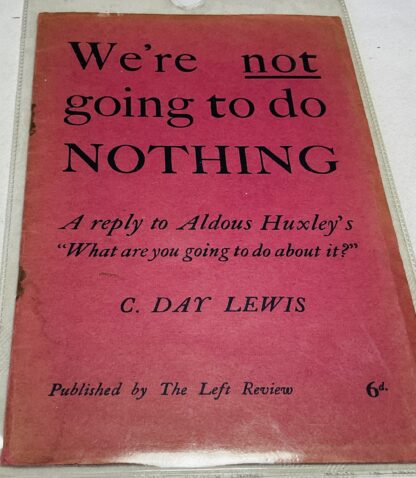 We're not
going to do
NOTHING
A reply to Aldous Huxley's
"What are you going to do about it?"
C. DAY LEWIS
Published by The Left Review 6d.